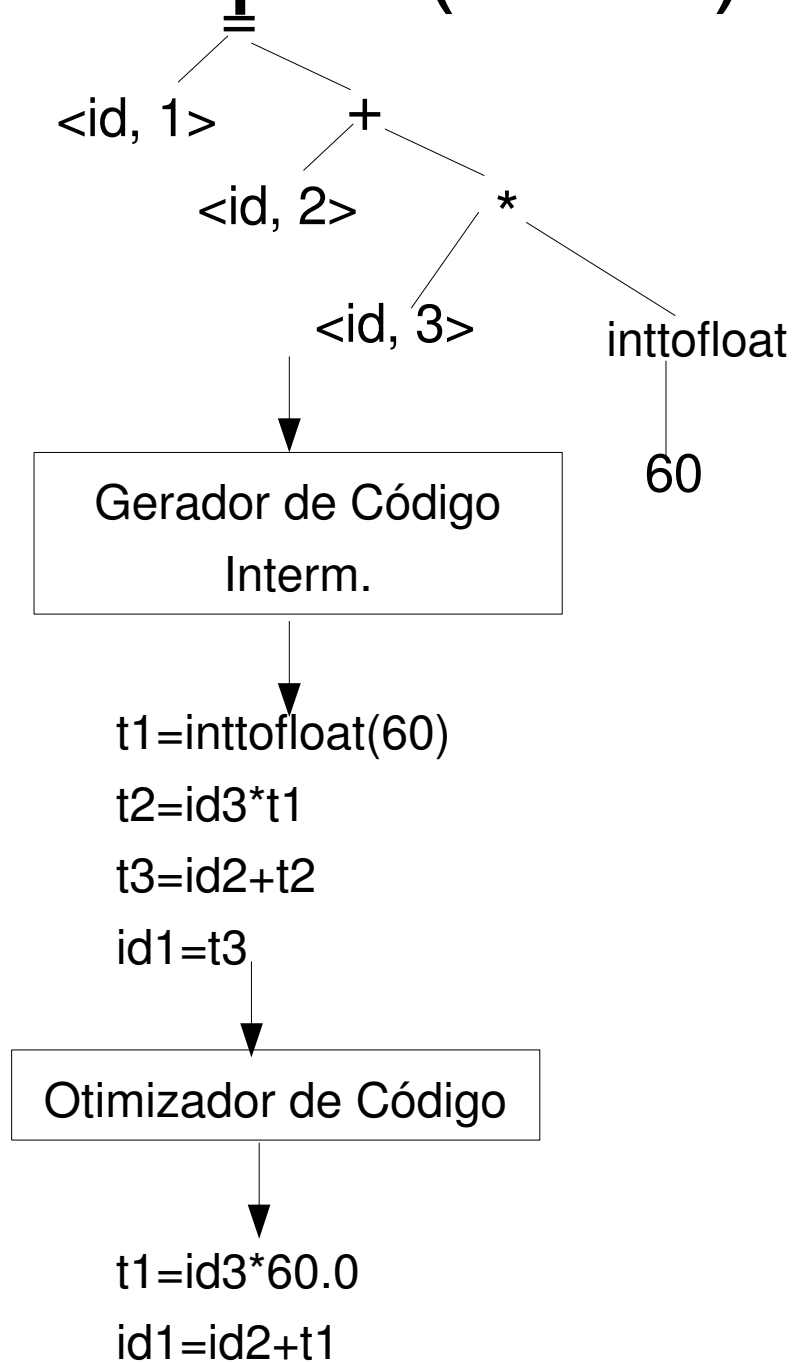 =
<id, 1>
+
<id, 2>
*
<id, 3>
inttofloat
60
Gerador de Código
Interm.
t1=inttofloat(60)
t2=id3*t1
t3=id2+t2
id1=t3
Otimizador de Código
t1=id3*60.0
id1=id2+t1